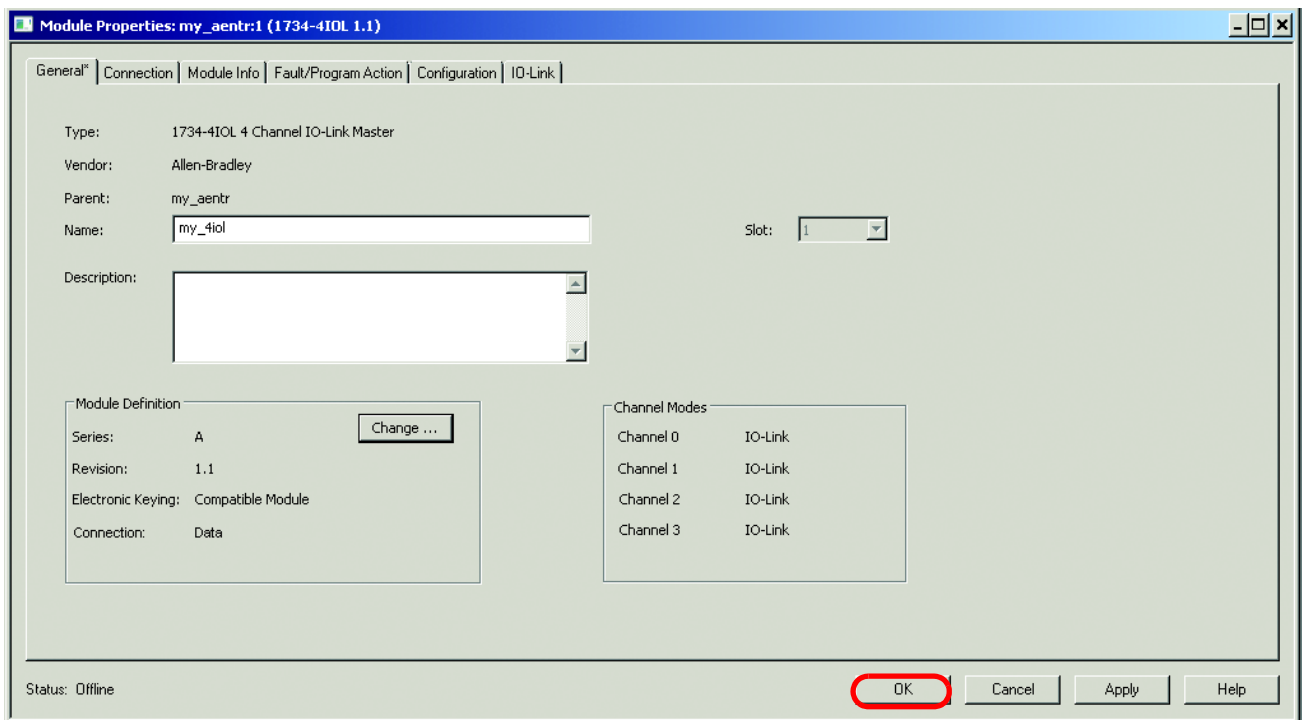 Module Properties: my_aentr:1 (1734-4IOL 1.1)
General* Connection Module Info Fault/Program Action Configuration IO-Link
Type: 1734-4IOL 4 Channel IO-Link Master
Vendor: Allen-Bradley
Parent: my_aentr
Name: my_4iol Slot: 1
Description:
Module Definition
Change ...
Series: A
Revision: 1.1
Electronic Keying: Compatible Module
Connection: Data
Channel Modes
Channel 0 IO-Link
Channel 1 IO-Link
Channel 2 IO-Link
Channel 3 IO-Link
Status: Offline
OK Cancel Apply Help